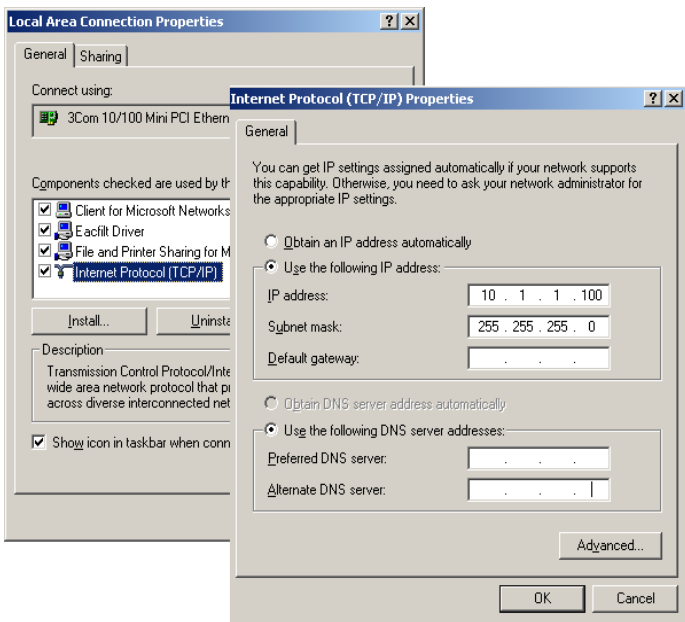 Local Area Connection Properties
General
Sharing
Connect using:
3Com 10/100 Mini PCI Ethern
Components checked are used by th
Client for Microsoft Networks
Eacfilt Driver
File and Printer Sharing for M
Internet Protocol (TCP/IP)
Install...
Uninsta
Description
Transmission Control Protocol/Inte
wide area network protocol that pr
across diverse interconnected net
Show icon in taskbar when conn
Internet Protocol (TCP/IP) Properties
General
You can get IP settings assigned automatically if your network supports
this capability. Otherwise, you need to ask your network administrator for
the appropriate IP settings.
Obtain an IP address automatically
Use the following IP address:
IP address: 10 . 1 . 1 . 100
Subnet mask: 255 . 255 . 255 . 0
Default gateway: . . .
Obtain DNS server address automatically
Use the following DNS server addresses:
Preferred DNS server: . . .
Alternate DNS server: . . .
Advanced...
OK
Cancel